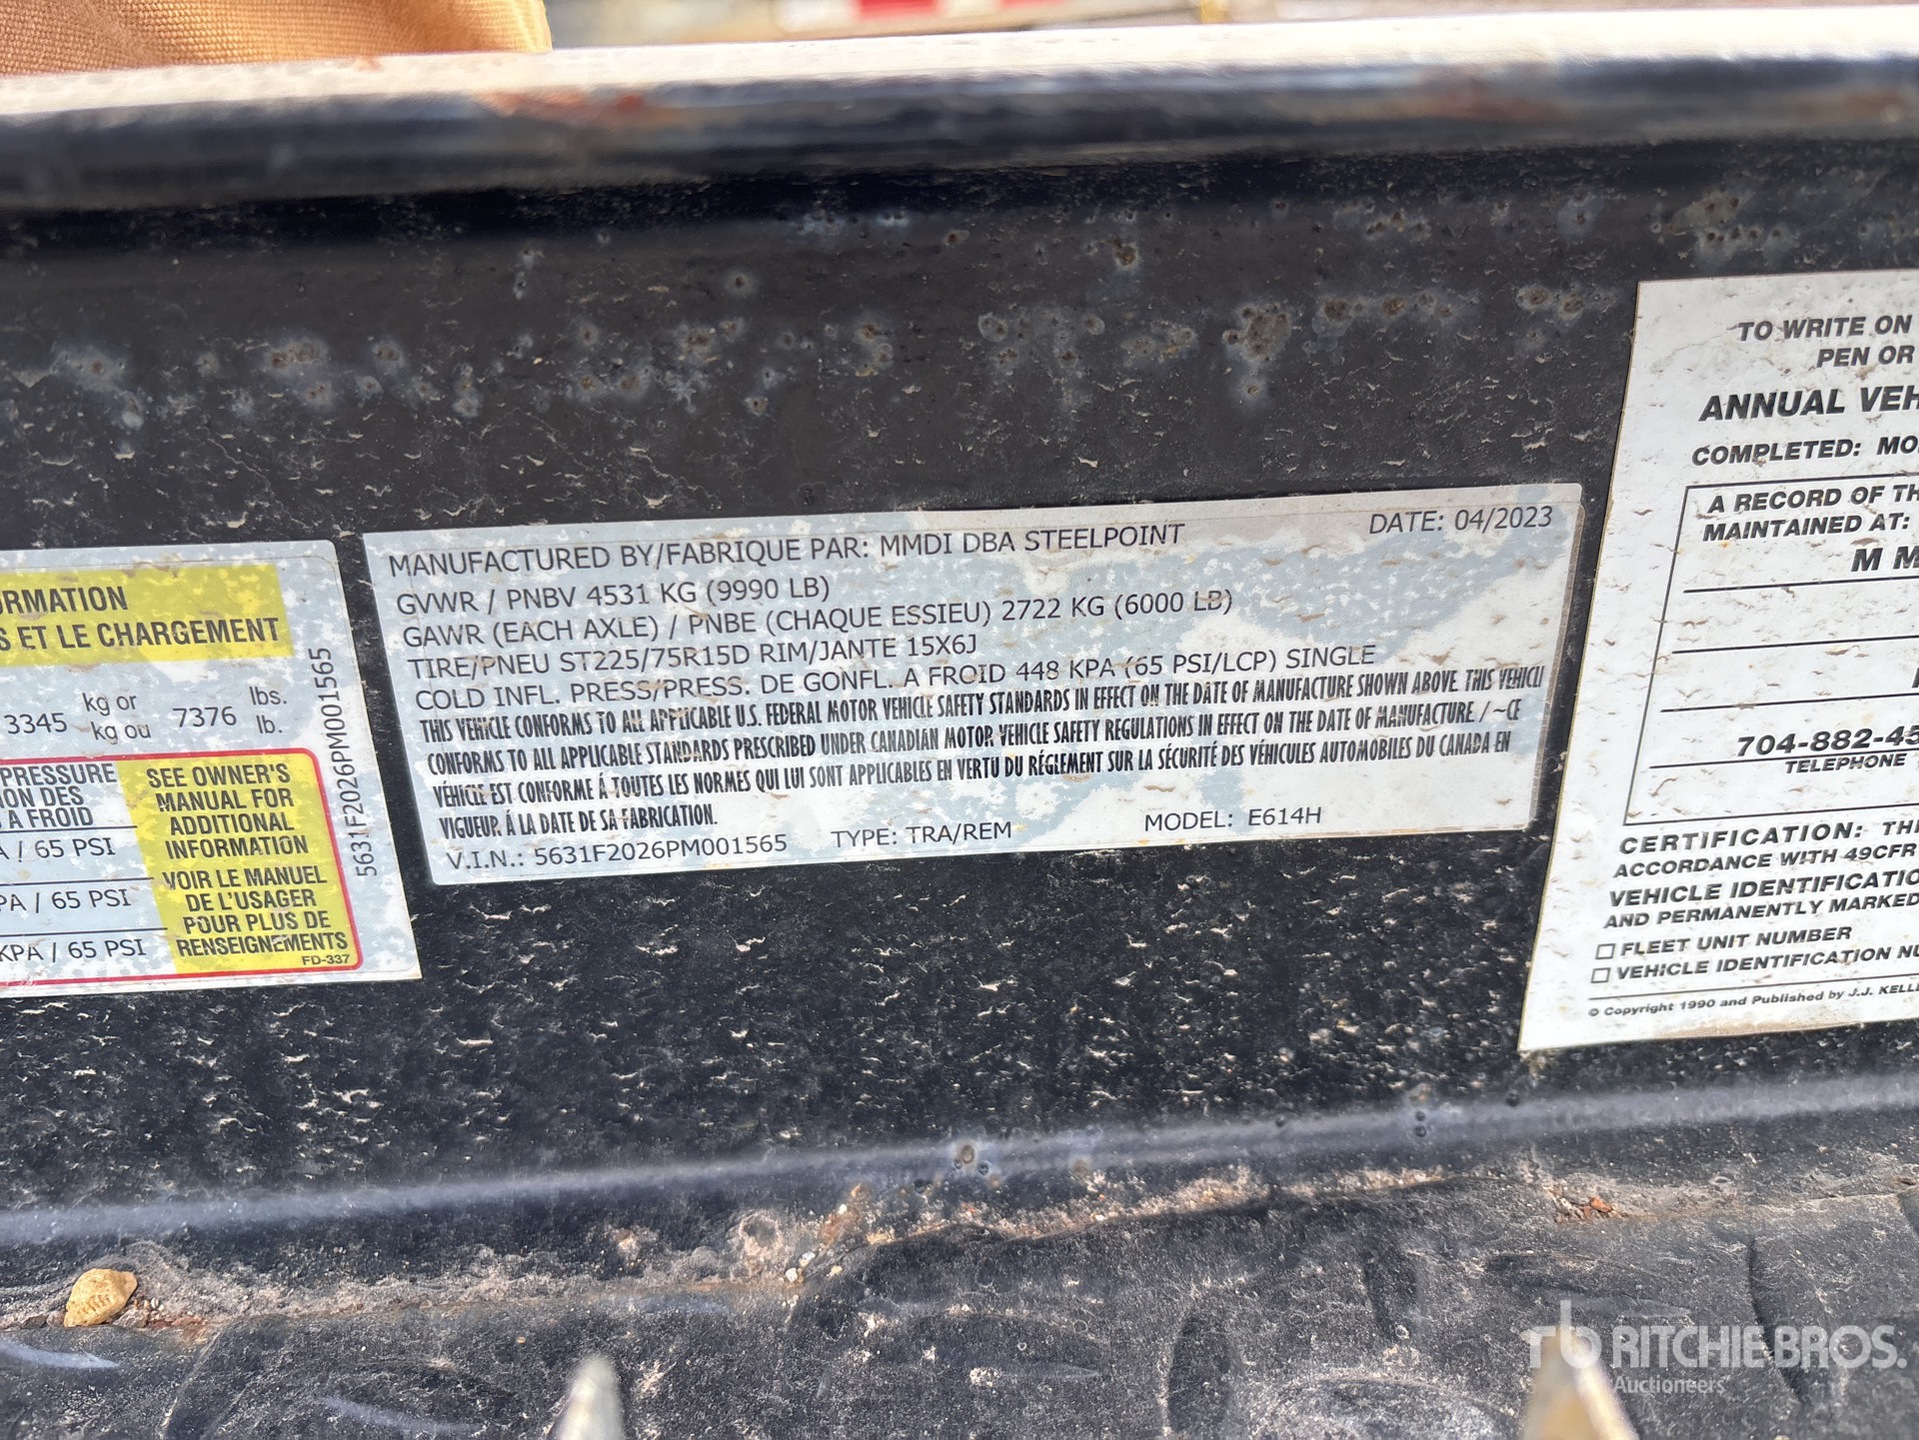 RMATION
S ET LE CHARGEMENT
3345 kg or kg ou 7376 lbs. lb.
5631F2026PM001565
PRESSURE
ION DES
A FROID
A / 65 PSI
PA / 65 PSI
KPA / 65 PSI
SEE OWNER'S
MANUAL FOR
ADDITIONAL
INFORMATION
VOIR LE MANUEL
DE L'USAGER
POUR PLUS DE
RENSEIGNEMENTS
FD-337
MANUFACTURED BY/FABRIQUE PAR: MMDI DBA STEELPOINT DATE: 04/2023
GVWR / PNBV 4531 KG (9990 LB)
GAWR (EACH AXLE) / PNBE (CHAQUE ESSIEU) 2722 KG (6000 LB)
TIRE/PNEU ST225/75R15D RIM/JANTE 15X6J
COLD INFL. PRESS/PRESS. DE GONFL. A FROID 448 KPA (65 PSI/LCP) SINGLE
THIS VEHICLE CONFORMS TO ALL APPLICABLE U.S. FEDERAL MOTOR VEHICLE SAFETY STANDARDS IN EFFECT ON THE DATE OF MANUFACTURE SHOWN ABOVE. THIS VEHICLE
CONFORMS TO ALL APPLICABLE STANDARDS PRESCRIBED UNDER CANADIAN MOTOR VEHICLE SAFETY REGULATIONS IN EFFECT ON THE DATE OF MANUFACTURE / ~CE
VÉHICLE EST CONFORME Á TOUTES LES NORMES QUI LUI SONT APPLICABLES EN VERTU DU RÉGLEMENT SUR LA SÉCURITÉ DES VÉHICULES AUTOMOBILES DU CANADA EN
VIGUEUR Á LA DATE DE SA FABRICATION.
V.I.N.: 5631F2026PM001565 TYPE: TRA/REM MODEL: E614H
TO WRITE ON
PEN OR
ANNUAL VEH
COMPLETED: MO
A RECORD OF TH
MAINTAINED AT:
M M
704-882-45
TELEPHONE
CERTIFICATION: TH
ACCORDANCE WITH 49CFR
VEHICLE IDENTIFICATIO
AND PERMANENTLY MARKED
FLEET UNIT NUMBER
VEHICLE IDENTIFICATION NU
© Copyright 1990 and Published by J.J. KELLE
rb RITCHIE BROS.
Auctioneers